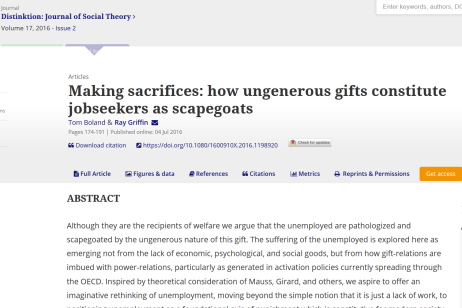 Journal
Distinktion: Journal of Social Theory ›
Volume 17, 2016 - Issue 2
Enter keywords, authors, DO
Articles
Making sacrifices: how ungenerous gifts constitute
jobseekers as scapegoats
Tom Boland & Ray Griffin
Pages 174-191 | Published online: 04 Jul 2016
Download citation https://doi.org/10.1080/1600910X.2016.1198920 Check for updates
Full Article Figures & data References Citations Metrics Reprints & Permissions Get access
ABSTRACT
Although they are the recipients of welfare we argue that the unemployed are pathologized and
scapegoated by the ungenerous nature of this gift. The suffering of the unemployed is explored here as
emerging not from the lack of economic, psychological, and social goods, but from how gift-relations are
imbued with power-relations, particularly as generated in activation policies currently spreading through
the OECD. Inspired by theoretical consideration of Mauss, Girard, and others, we aspire to offer an
imaginative rethinking of unemployment, moving beyond the simple notion that it is just a lack of work, to